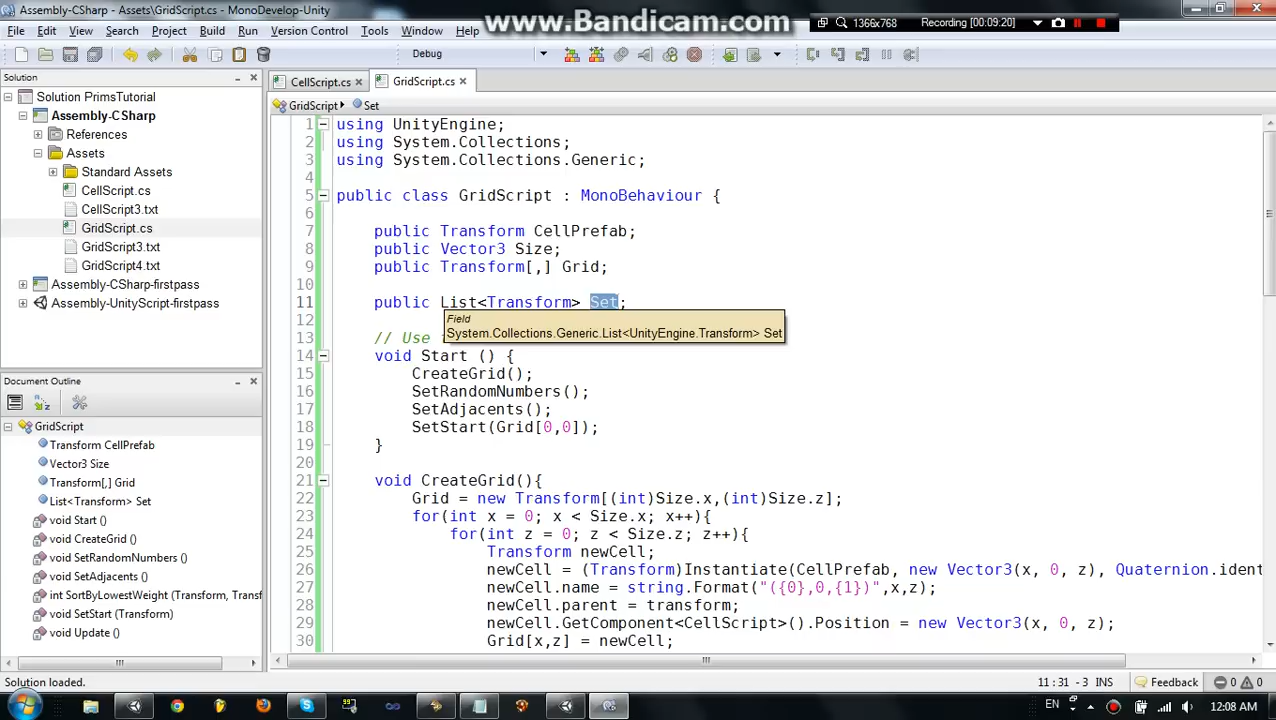 Assembly-CSharp - Assets\GridScript.cs - MonoDevelop-Unity
www.Bandicam.com
1366x768
Recording [00:09:20]
File Edit View Search Project Build Run Version Control Tools Window Help
Debug
Solution
CellScript.cs
GridScript.cs
GridScript
Set
Solution PrimsTutorial
Assembly-CSharp
References
Assets
Standard Assets
CellScript.cs
CellScript3.txt
GridScript.cs
GridScript3.txt
GridScript4.txt
Assembly-CSharp-firstpass
Assembly-UnityScript-firstpass
Document Outline
GridScript
Transform CellPrefab
Vector3 Size
Transform[,] Grid
List<Transform> Set
void Start ()
void CreateGrid ()
void SetRandomNumbers ()
void SetAdjacents ()
int SortByLowestWeight (Transform, Transf
void SetStart (Transform)
void Update ()
1 using UnityEngine;
2 using System.Collections;
3 using System.Collections.Generic;
4
5 public class GridScript : MonoBehaviour {
6
7 public Transform CellPrefab;
8 public Vector3 Size;
9 public Transform[,] Grid;
10
11 public List<Transform> Set;
12
Field
System.Collections.Generic.List<UnityEngine.Transform> Set
13 // Use
14 void Start () {
15 CreateGrid();
16 SetRandomNumbers();
17 SetAdjacents();
18 SetStart(Grid[0,0]);
19 }
20
21 void CreateGrid(){
22 Grid = new Transform[(int)Size.x,(int)Size.z];
23 for(int x = 0; x < Size.x; x++){
24 for(int z = 0; z < Size.z; z++){
25 Transform newCell;
26 newCell = (Transform)Instantiate(CellPrefab, new Vector3(x, 0, z), Quaternion.ident
27 newCell.name = string.Format("({0},0,{1})",x,z);
28 newCell.parent = transform;
29 newCell.GetComponent<CellScript>().Position = new Vector3(x, 0, z);
30 Grid[x,z] = newCell;
Solution loaded.
11 : 31 - 3 INS
Feedback
0
0
EN
12:08 AM